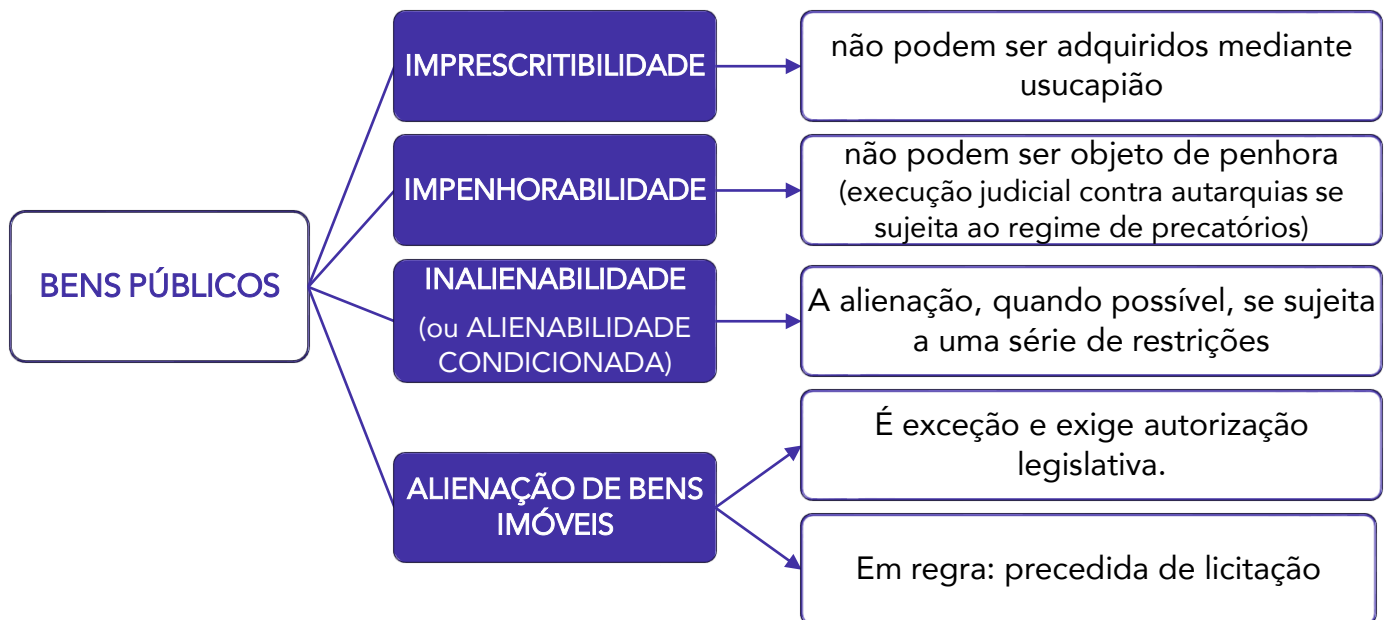 BENS PÚBLICOS
IMPRESCRITIBILIDADE
não podem ser adquiridos mediante
usucapião
IMPENHORABILIDADE
não podem ser objeto de penhora
(execução judicial contra autarquias se
sujeita ao regime de precatórios)
INALIENABILIDADE
(ou ALIENABILIDADE
CONDICIONADA)
A alienação, quando possível, se sujeita
a uma série de restrições
ALIENAÇÃO DE BENS
IMÓVEIS
É exceção e exige autorização
legislativa.
Em regra: precedida de licitação